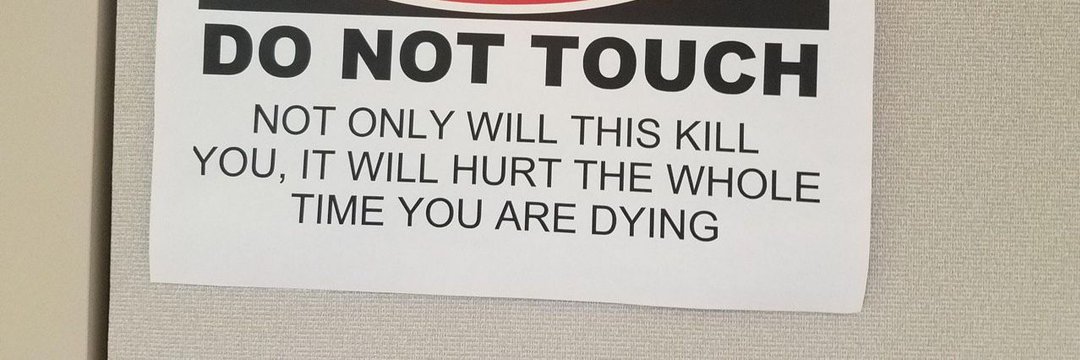 DO NOT TOUCH
NOT ONLY WILL THIS KILL
YOU, IT WILL HURT THE WHOLE
TIME YOU ARE DYING